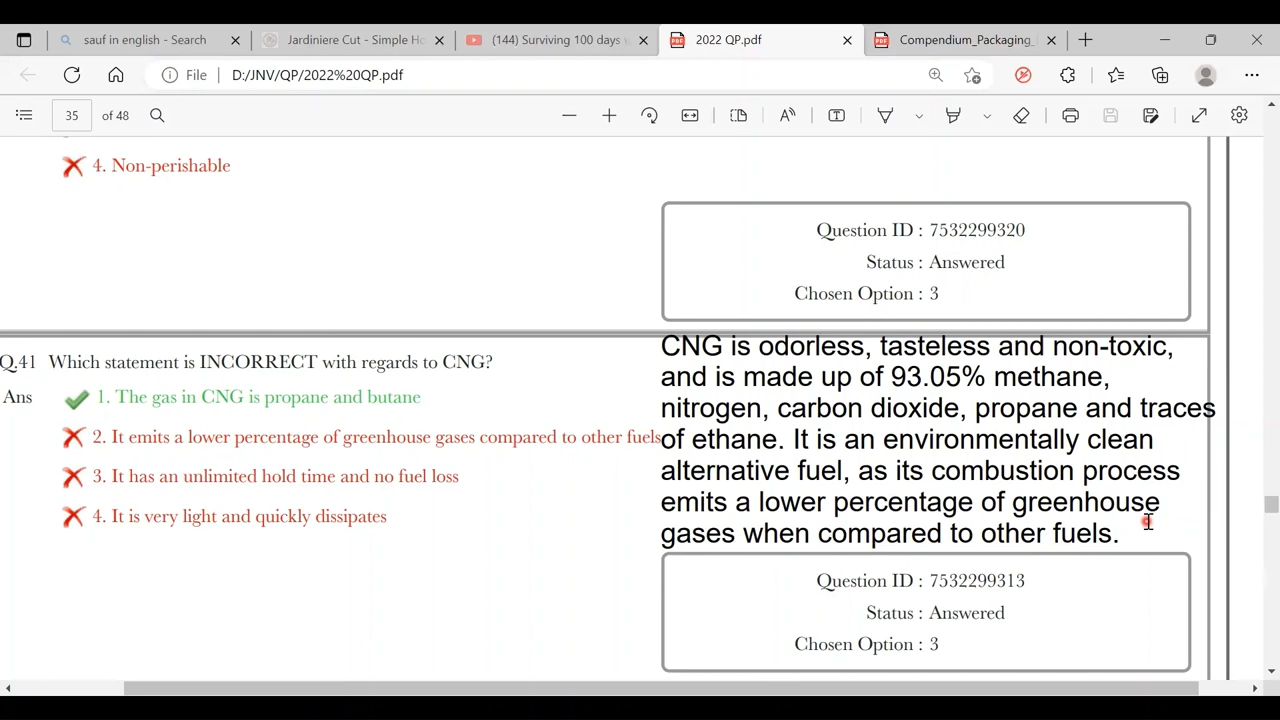 sauf in english - Search
Jardiniere Cut - Simple Ho
(144) Surviving 100 days
2022 QP.pdf
Compendium_Packaging_
File D:/JNV/QP/2022%20QP.pdf
35 of 48
4. Non-perishable
Question ID : 7532299320
Status : Answered
Chosen Option : 3
Q.41 Which statement is INCORRECT with regards to CNG?
Ans 1. The gas in CNG is propane and butane
2. It emits a lower percentage of greenhouse gases compared to other fuels
3. It has an unlimited hold time and no fuel loss
4. It is very light and quickly dissipates
CNG is odorless, tasteless and non-toxic,
and is made up of 93.05% methane,
nitrogen, carbon dioxide, propane and traces
of ethane. It is an environmentally clean
alternative fuel, as its combustion process
emits a lower percentage of greenhouse
gases when compared to other fuels.
Question ID : 7532299313
Status : Answered
Chosen Option : 3